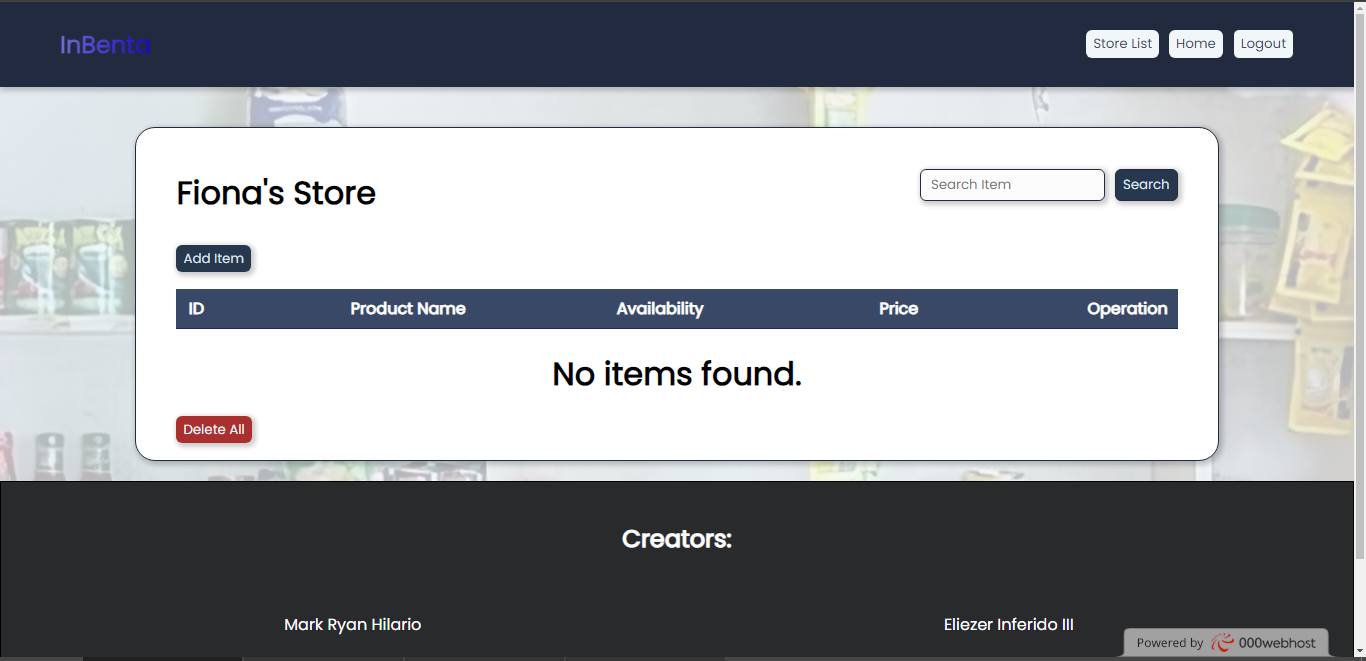 InBenta
Store List Home Logout
Fiona's Store
Search Item Search
Add Item
ID Product Name Availability Price Operation
No items found.
Delete All
Creators:
Mark Ryan Hilario Eliezer Inferido III
Powered by 000webhost